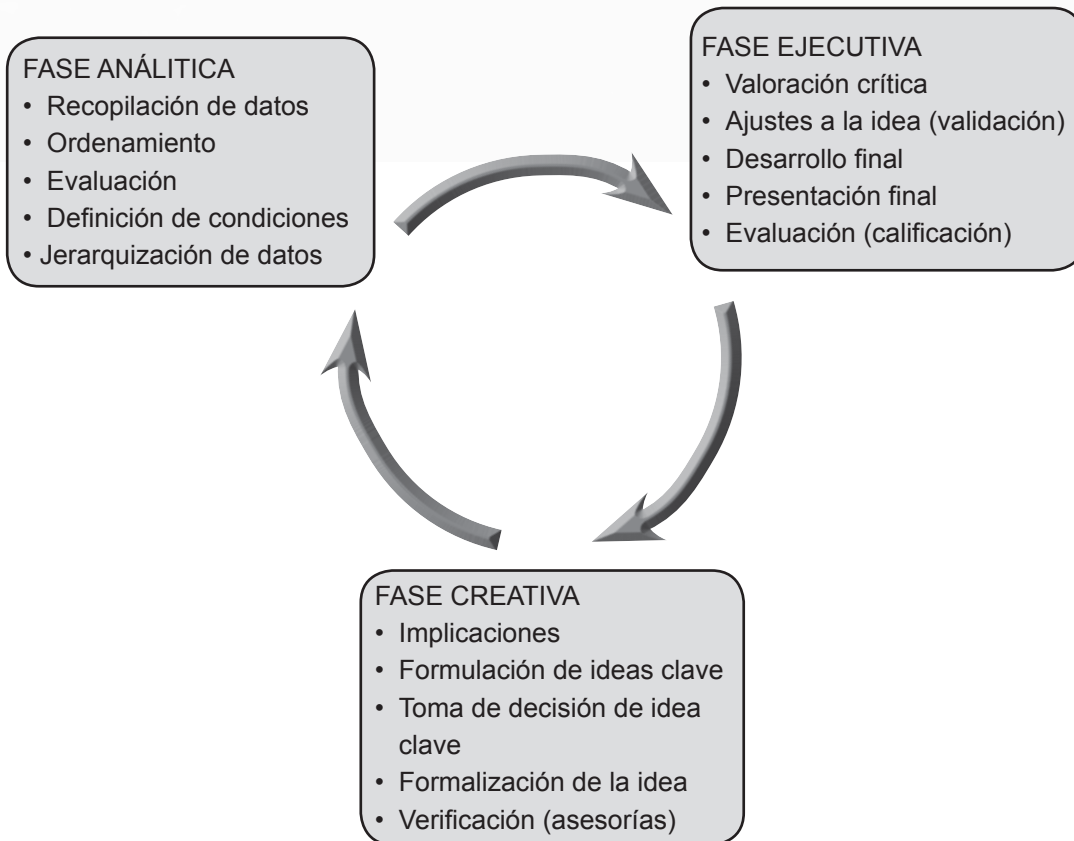 FASE ANÁLITICA
• Recopilación de datos
• Ordenamiento
• Evaluación
• Definición de condiciones
• Jerarquización de datos
FASE EJECUTIVA
• Valoración crítica
• Ajustes a la idea (validación)
• Desarrollo final
• Presentación final
• Evaluación (calificación)
FASE CREATIVA
• Implicaciones
• Formulación de ideas clave
• Toma de decisión de idea
clave
• Formalización de la idea
• Verificación (asesorías)